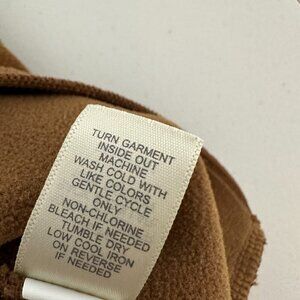 TURN GARMENT
INSIDE OUT
MACHINE
WASH COLD WITH
LIKE COLORS
GENTLE CYCLE
ONLY
NON-CHLORINE
BLEACH IF NEEDED
TUMBLE DRY
LOW COOL IRON
ON REVERSE
IF NEEDED